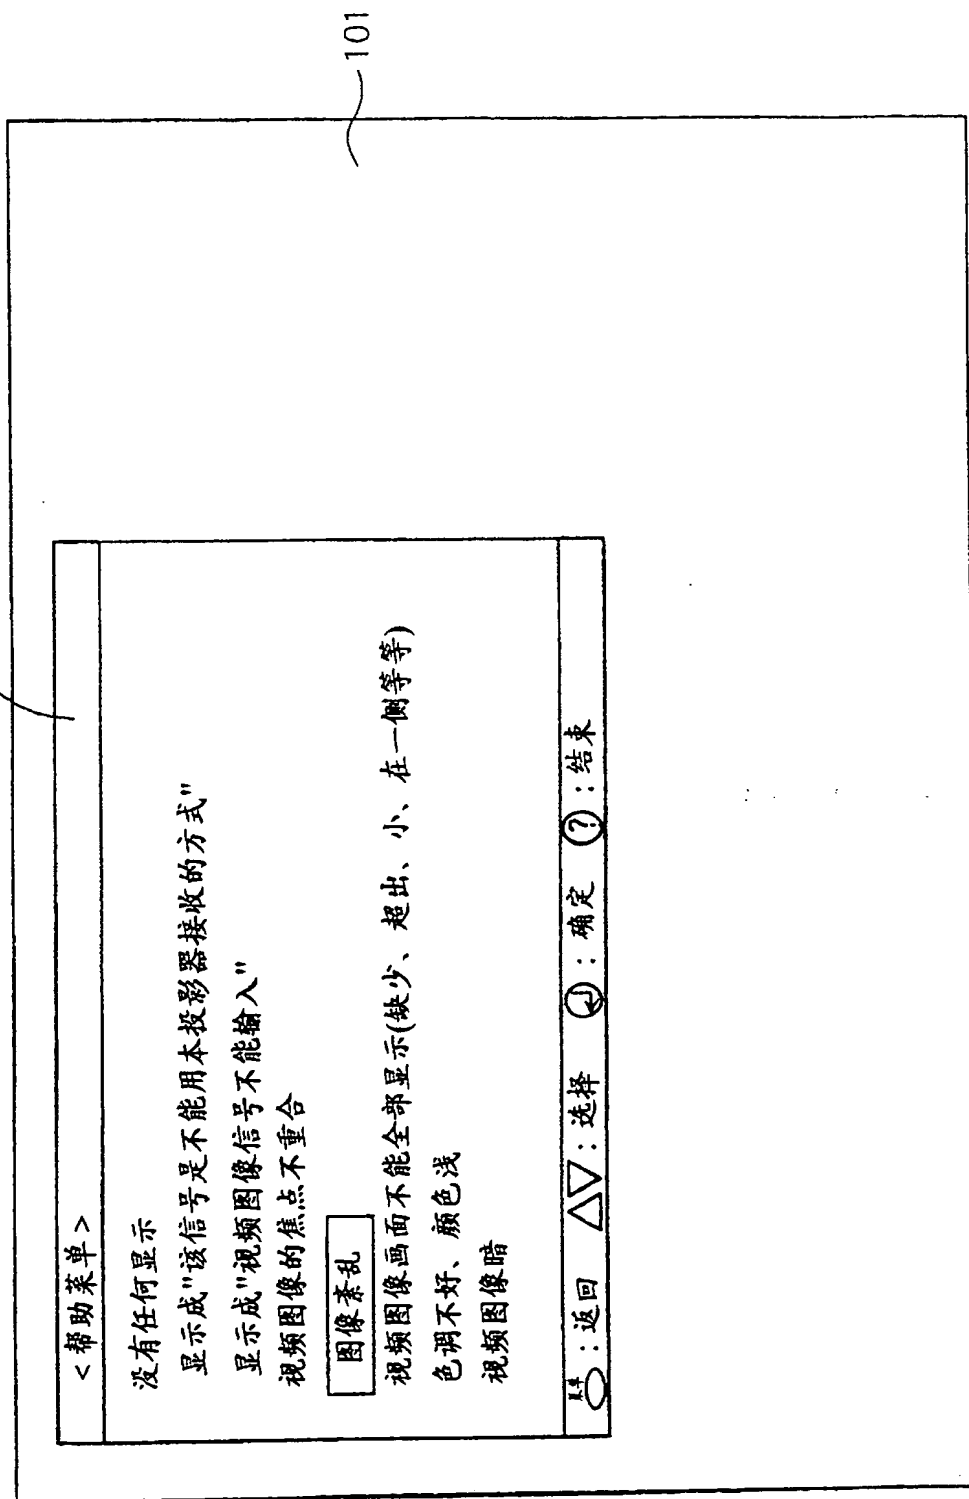 101
<帮助菜单>
没有任何显示
显示成"该信号是不能用本投影器接收的方式"
显示成"视频图像信号不能输入"
视频图像的焦点不重合
图像紊乱
视频图像画面不能全部显示(缺少、超出、小、在一侧等等)
色调不好、颜色浅
视频图像暗
菜单 :返回 △▽:选择 :确定 ?:结束